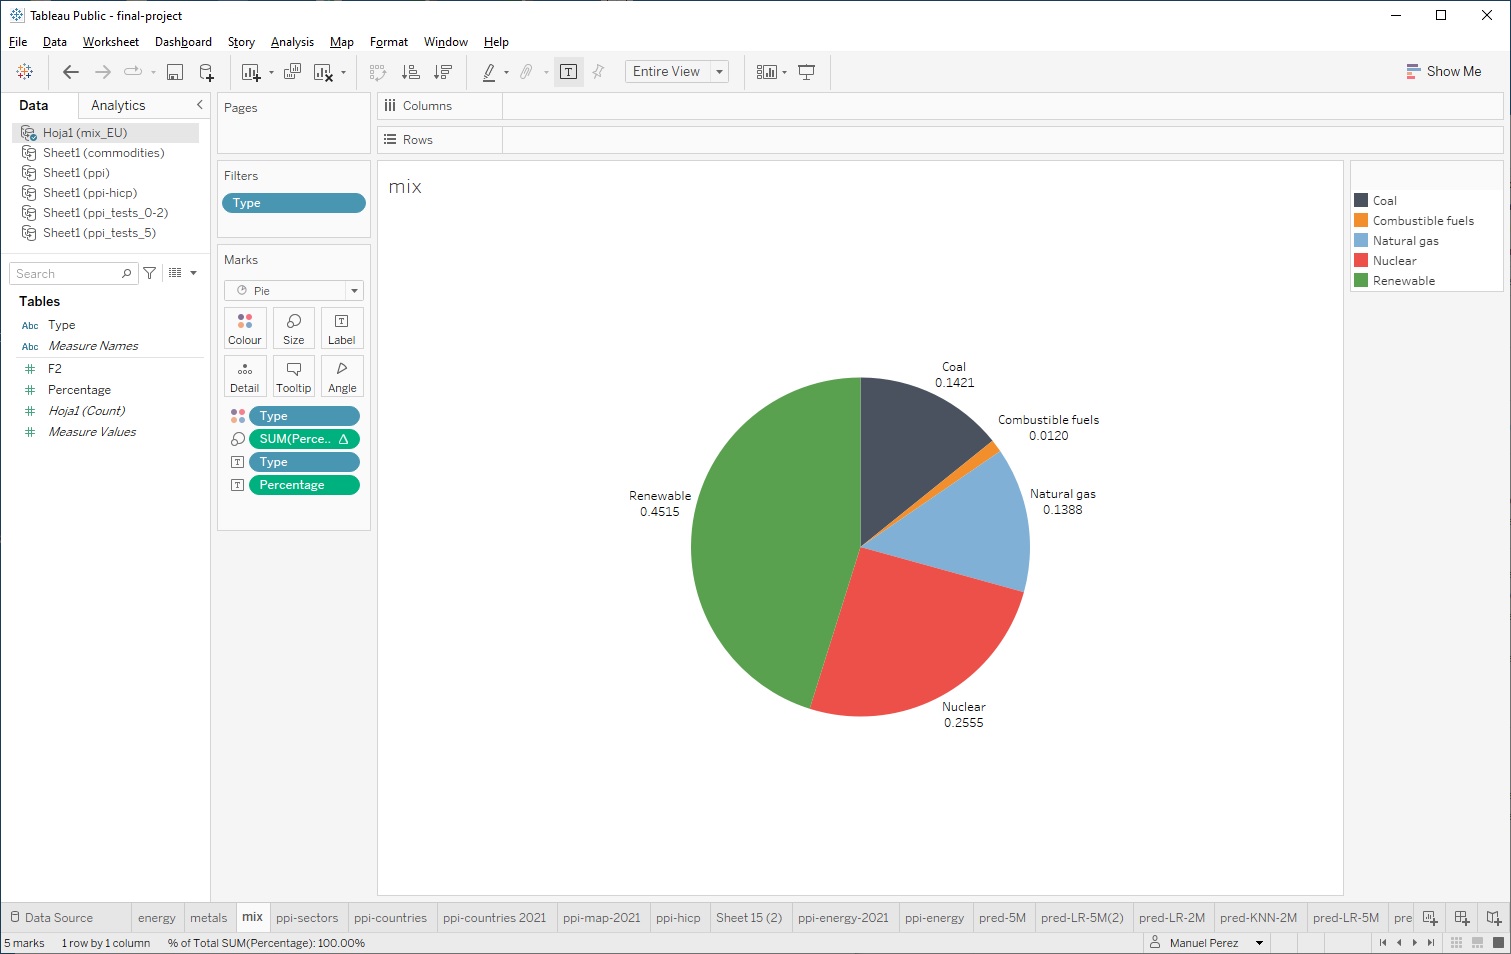 Tableau Public - final-project
File Data Worksheet Dashboard Story Analysis Map Format Window Help
Entire View
Show Me
Data Analytics
Hoja1 (mix_EU)
Sheet1 (commodities)
Sheet1 (ppi)
Sheet1 (ppi-hicp)
Sheet1 (ppi_tests_0-2)
Sheet1 (ppi_tests_5)
Search
Tables
Abc Type
Abc Measure Names
# F2
# Percentage
# Hoja1 (Count)
# Measure Values
Pages
Filters
Type
Marks
Pie
Colour Size Label
Detail Tooltip Angle
Type
SUM(Perce.. Δ
Type
Percentage
Columns
Rows
mix
Coal
0.1421
Combustible fuels
0.0120
Natural gas
0.1388
Renewable
0.4515
Nuclear
0.2555
Coal
Combustible fuels
Natural gas
Nuclear
Renewable
Data Source energy metals mix ppi-sectors ppi-countries ppi-countries 2021 ppi-map-2021 ppi-hicp Sheet 15 (2) ppi-energy-2021 ppi-energy pred-5M pred-LR-5M(2) pred-LR-2M pred-KNN-2M pred-LR-5M pre
5 marks 1 row by 1 column % of Total SUM(Percentage): 100.00% Manuel Perez